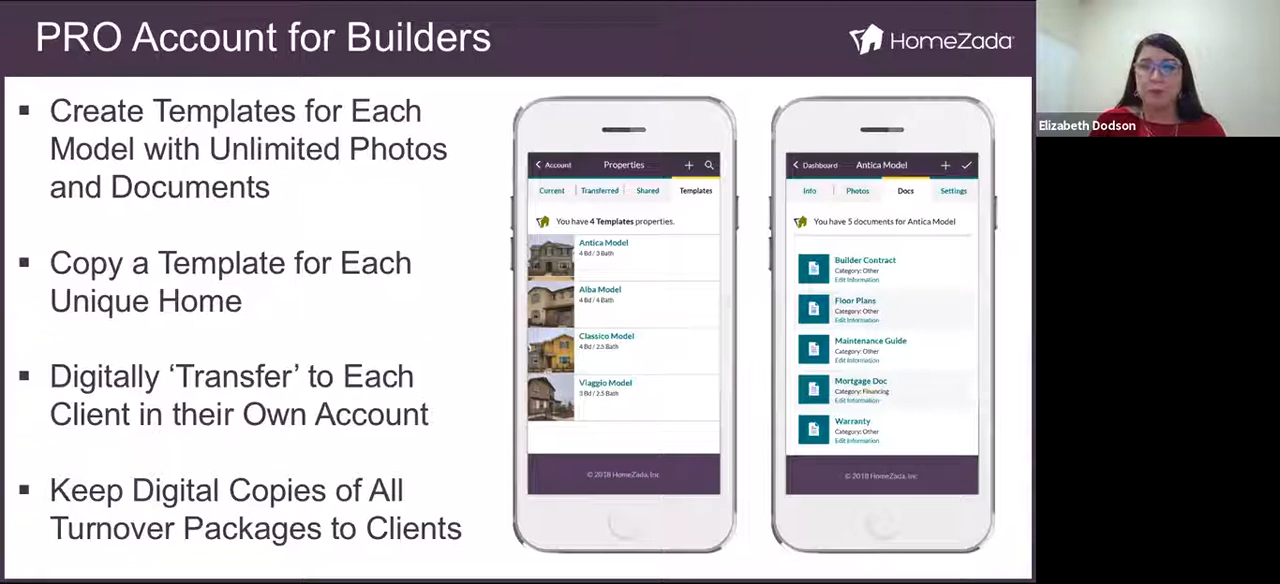 PRO Account for Builders
HomeZada
Elizabeth Dodson
▪ Create Templates for Each
Model with Unlimited Photos
and Documents
▪ Copy a Template for Each
Unique Home
▪ Digitally ‘Transfer’ to Each
Client in their Own Account
▪ Keep Digital Copies of All
Turnover Packages to Clients
Account Properties
Current Transferred Shared Templates
You have 4 Templates properties.
Antica Model
4 Bd / 3 Bath
Alba Model
4 Bd / 4 Bath
Classico Model
4 Bd / 2.5 Bath
Viaggio Model
3 Bd / 2.5 Bath
© 2018 HomeZada, Inc
Dashboard Antica Model
Info Photos Docs Settings
You have 5 documents for Antica Model
Builder Contract
Category: Other
Edit Information
Floor Plans
Category: Other
Edit Information
Maintenance Guide
Category: Other
Edit Information
Mortgage Doc
Category: Financing
Edit Information
Warranty
Category: Other
Edit Information
© 2018 HomeZada, Inc